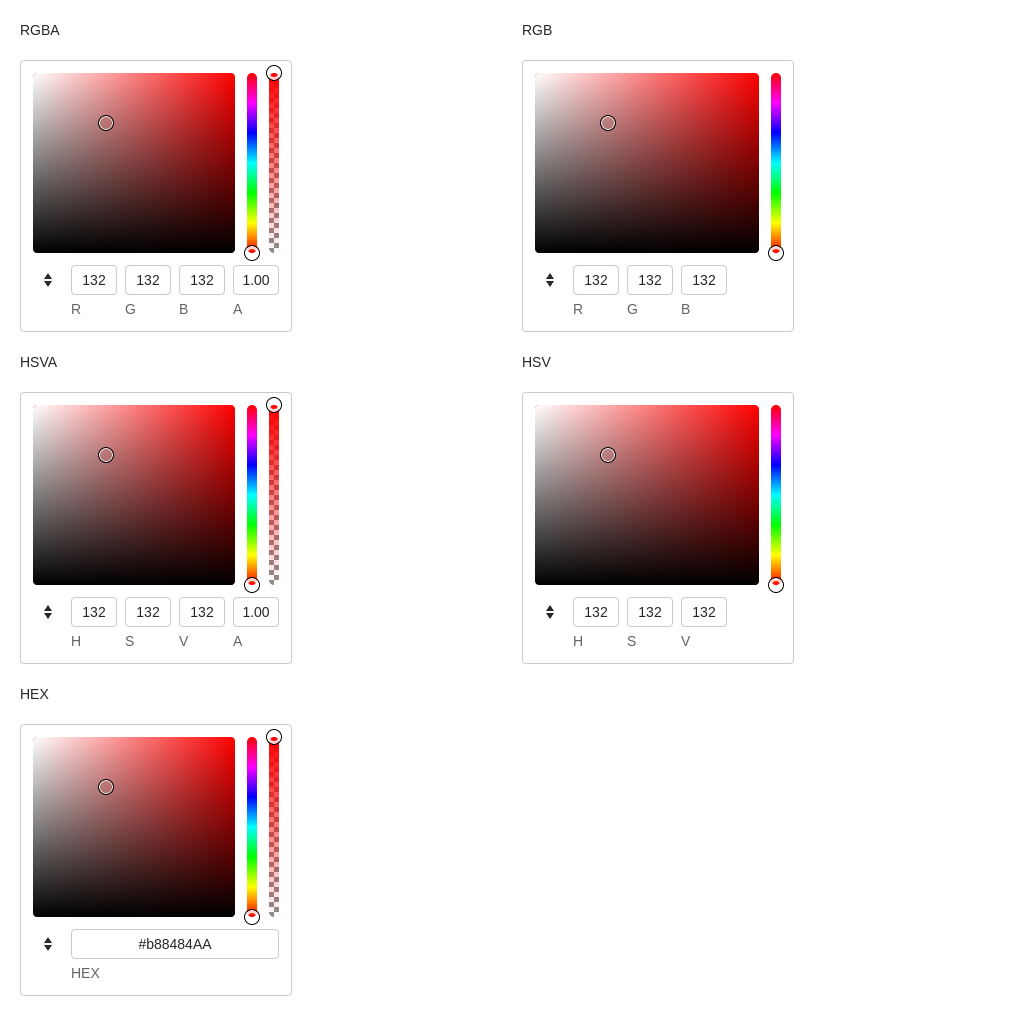 RGBA
RGB
132 132 132 1.00
R G B A
132 132 132
R G B
HSVA
HSV
132 132 132 1.00
H S V A
132 132 132
H S V
HEX
#b88484AA
HEX